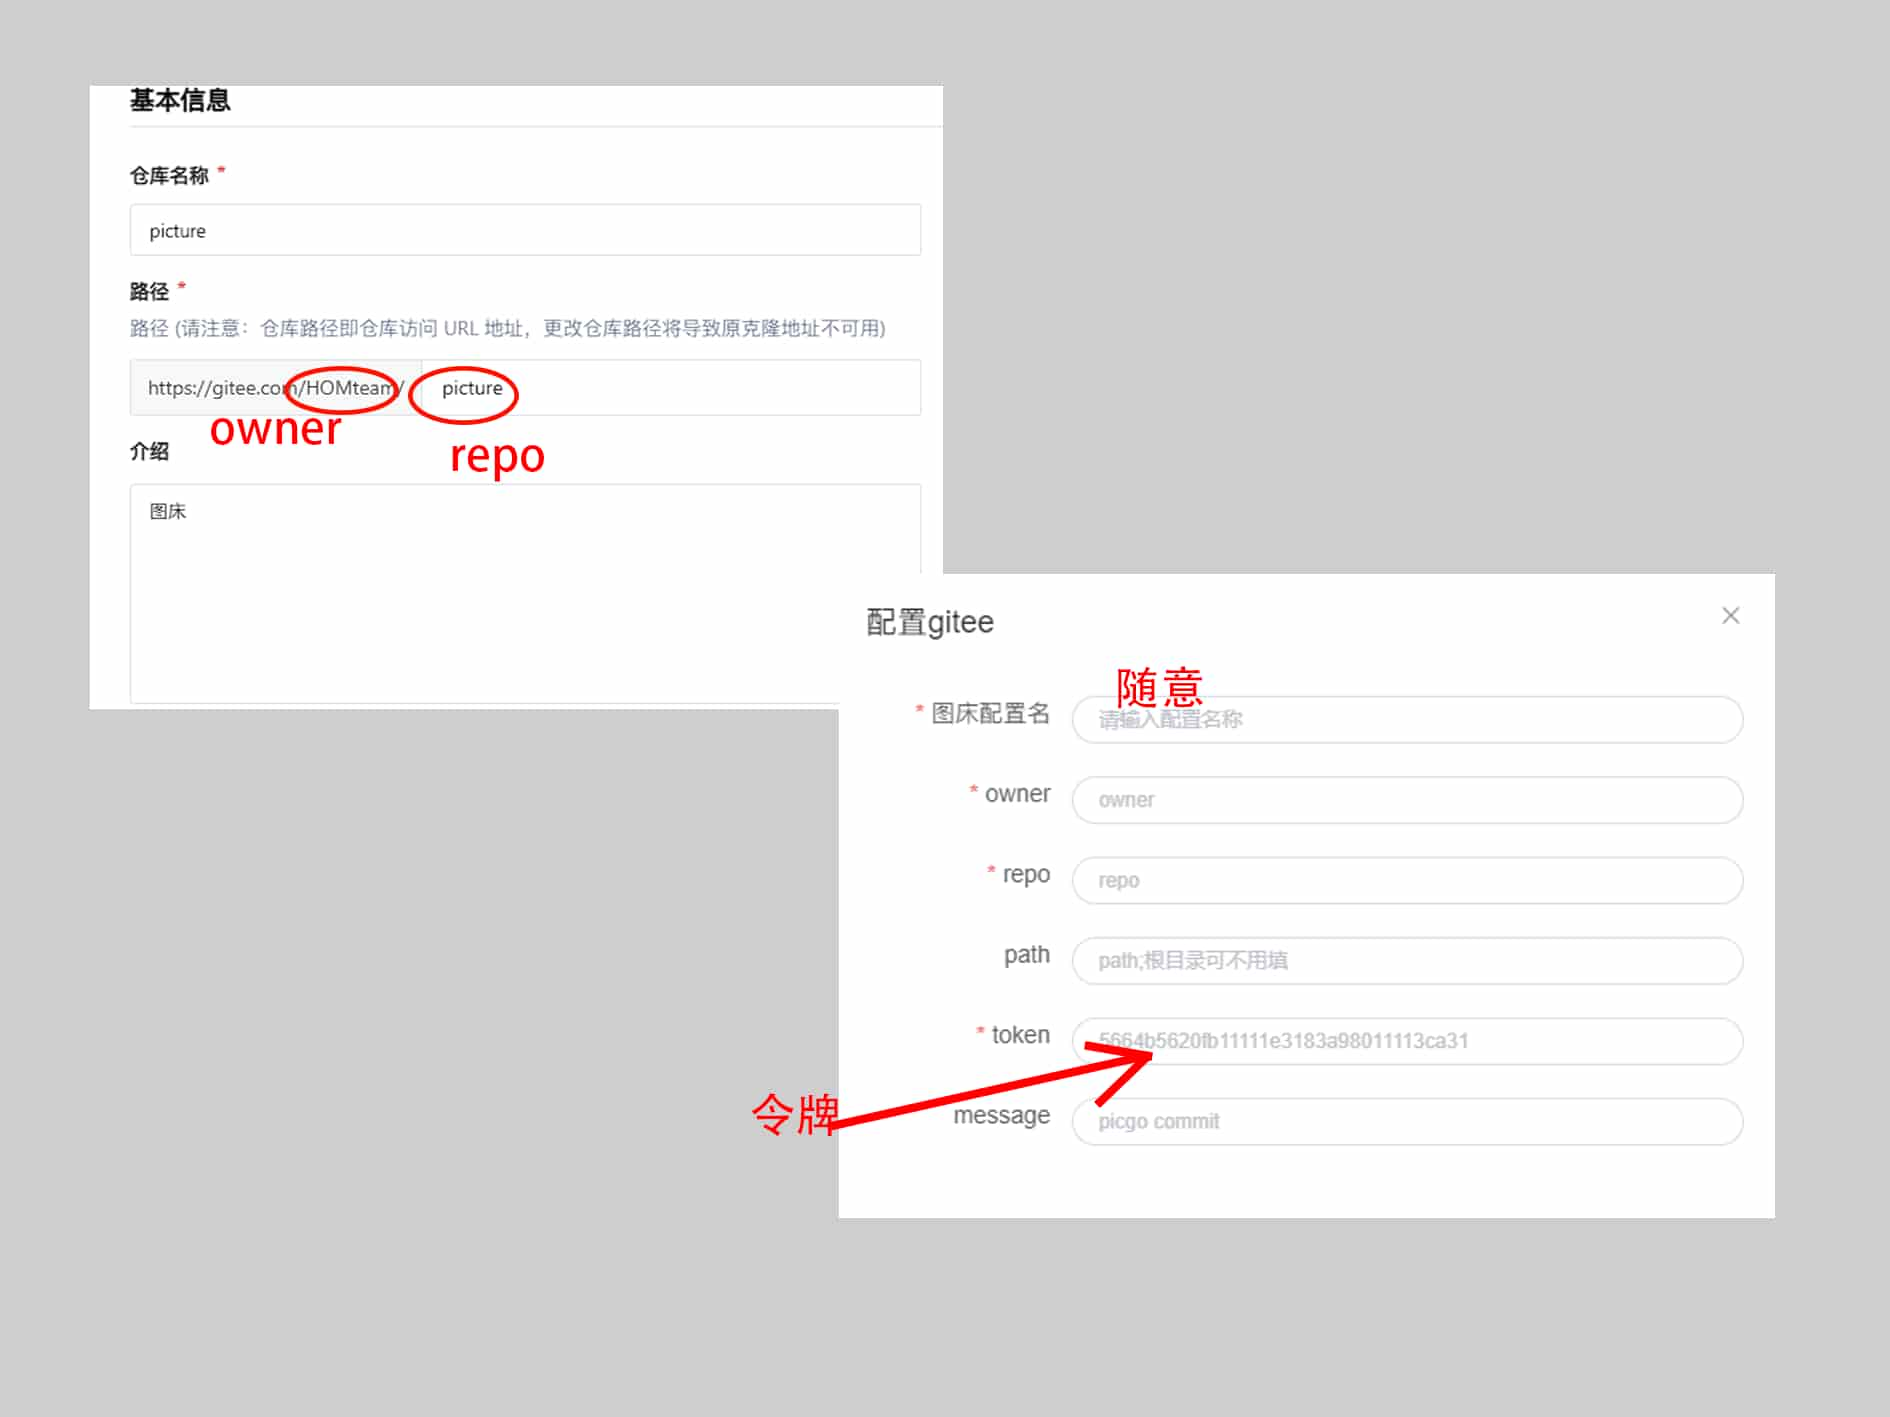 基本信息
仓库名称 *
picture
路径 *
路径 (请注意：仓库路径即仓库访问 URL 地址，更改仓库路径将导致原克隆地址不可用)
https://gitee.com/HOMteam/ picture
owner
repo
介绍
图床
配置gitee
随意
* 图床配置名 请输入配置名称
* owner owner
* repo repo
path path;根目录可不用填
* token 5664b5620fb11111e3183a98011113ca31
令牌
message picgo commit